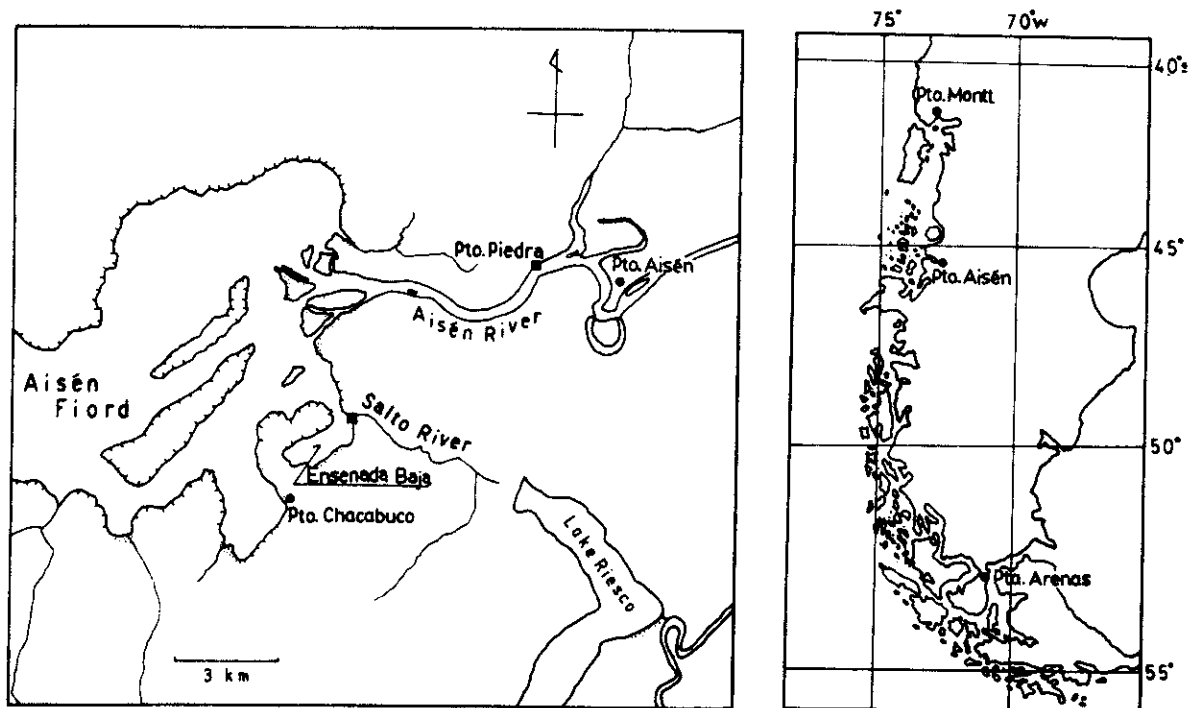 Pto. Piedra
Pto. Aisén
Aisén River
Aisén
Fiord
Salto River
Ensenada Baja
Pto. Chacabuco
Lake Riesco
3 km
75°
70°W
40°s
Pto. Montt
45°
Pto. Aisén
50°
Pta. Arenas
55°